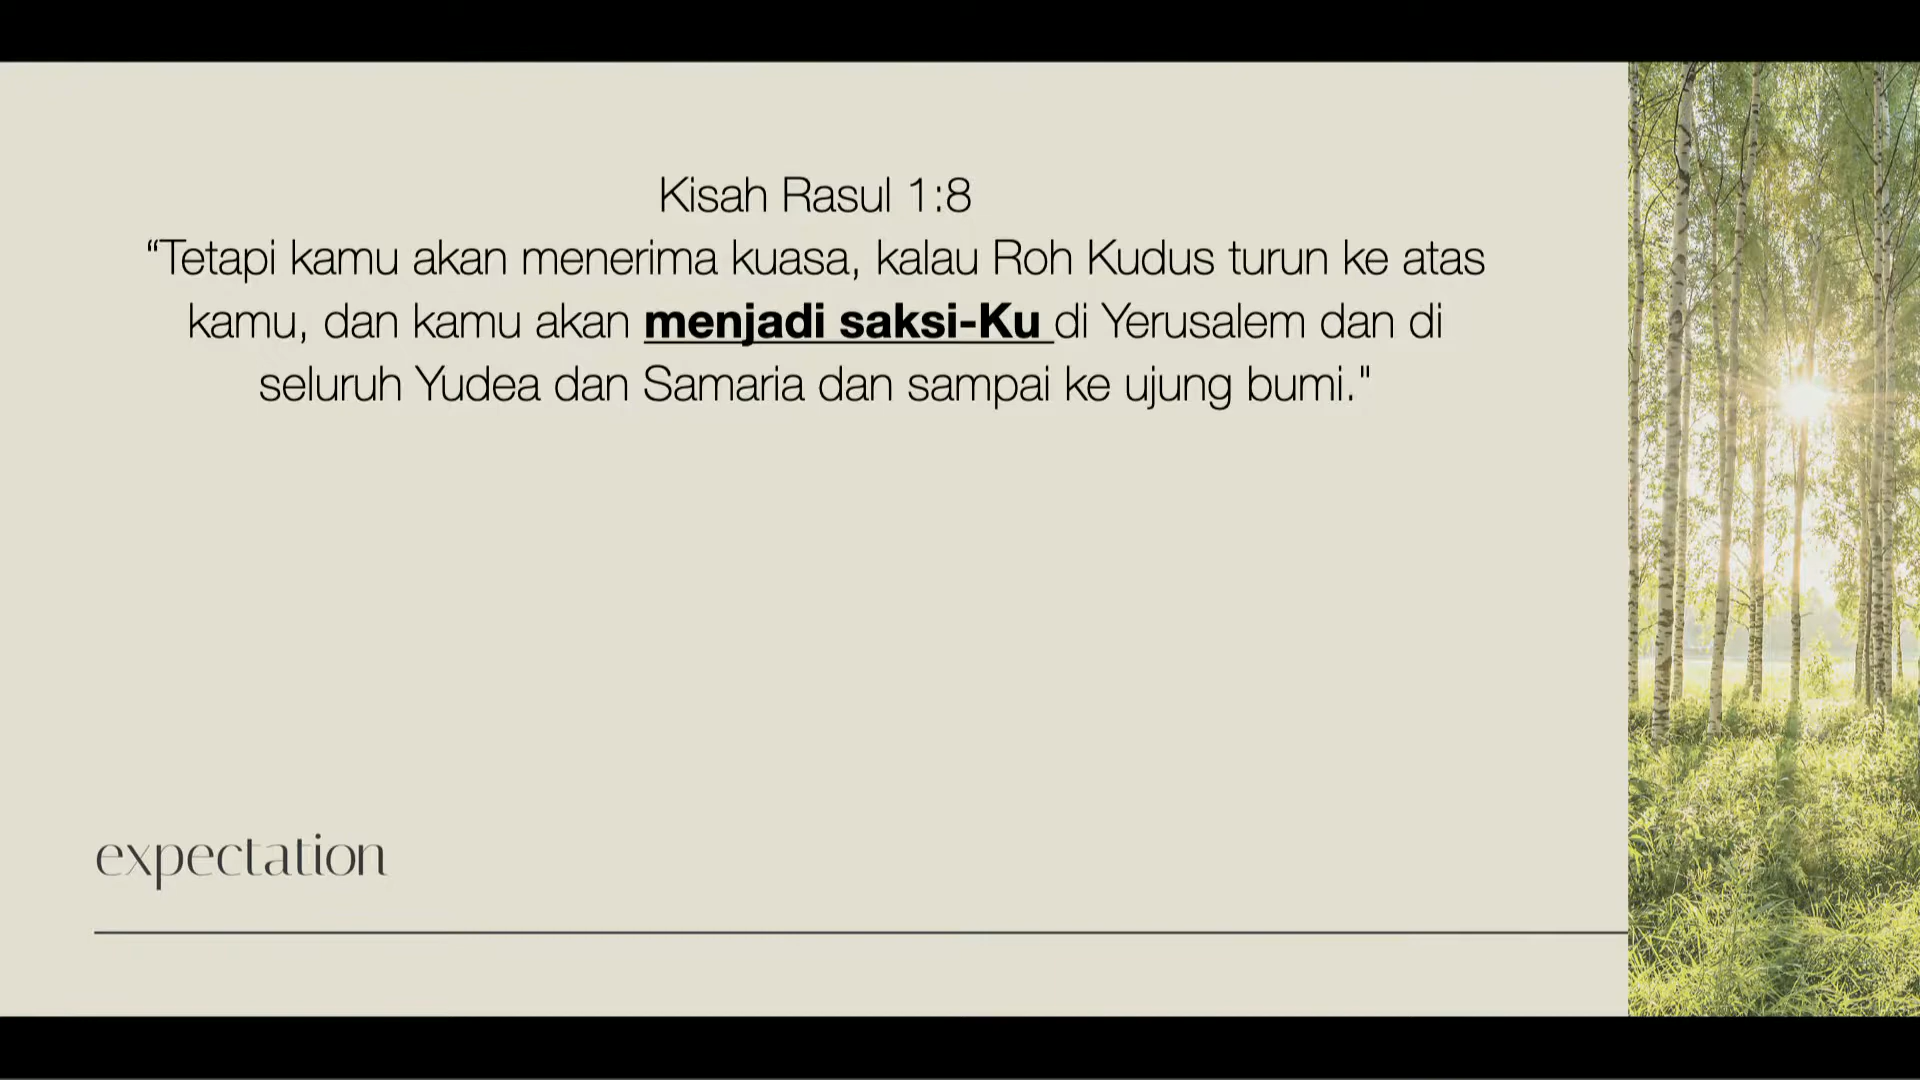 Kisah Rasul 1:8
“Tetapi kamu akan menerima kuasa, kalau Roh Kudus turun ke atas
kamu, dan kamu akan menjadi saksi-Ku di Yerusalem dan di
seluruh Yudea dan Samaria dan sampai ke ujung bumi."
expectation